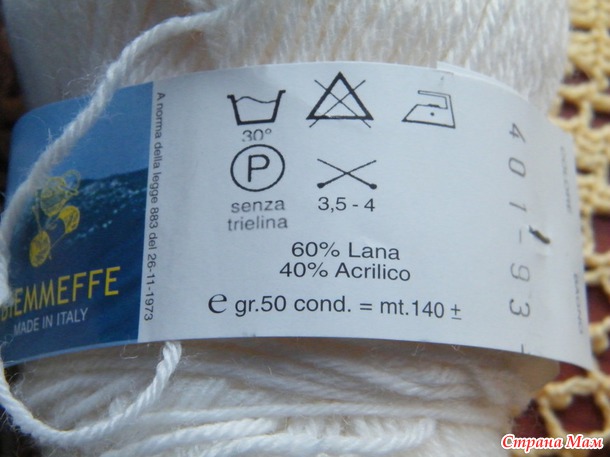 A norma della legge 883 del 26-11-1973
BIEMMEFFE
MADE IN ITALY
30°
P
senza
trielina
3,5 - 4
60% Lana
40% Acrilico
e gr.50 cond. = mt.140 ±
401-93-
COLORE
Страна Мам